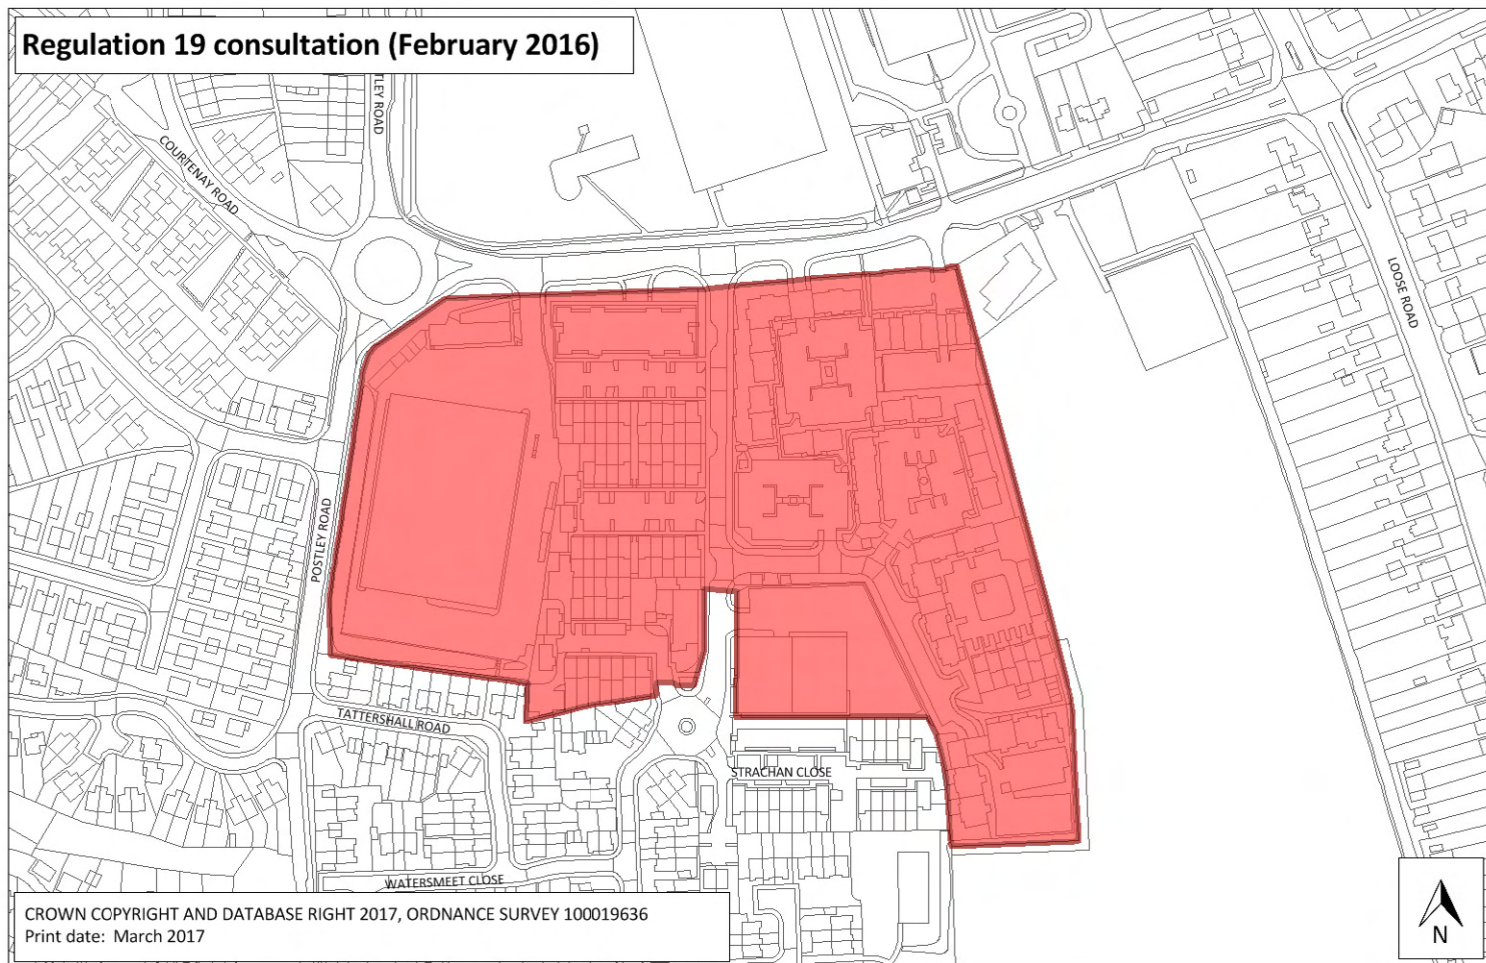 Regulation 19 consultation (February 2016)
TLEY ROAD
COURTENAY ROAD
LOOSE ROAD
POSTLEY ROAD
TATTERSHALL ROAD
STRACHAN CLOSE
WATERSMEET CLOSE
CROWN COPYRIGHT AND DATABASE RIGHT 2017, ORDNANCE SURVEY 100019636
Print date: March 2017
N